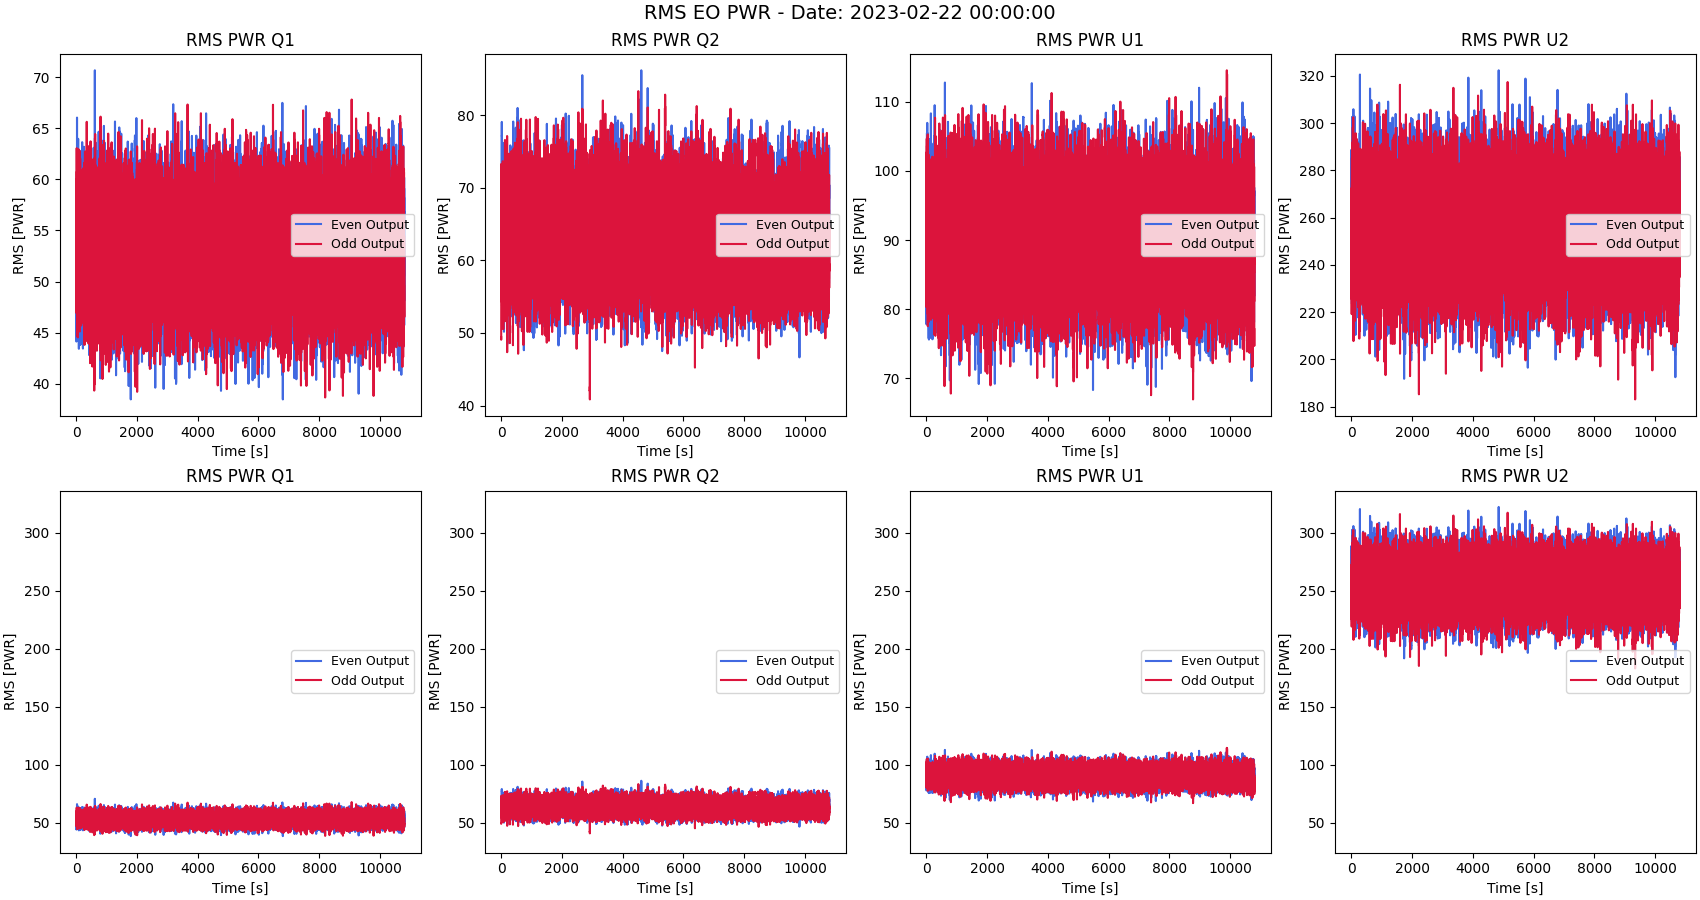 RMS EO PWR - Date: 2023-02-22 00:00:00
RMS PWR Q1
RMS PWR Q2
RMS PWR U1
RMS PWR U2
RMS [PWR]
70
65
60
55
50
45
40
Even Output
Odd Output
0 2000 4000 6000 8000 10000
Time [s]
RMS [PWR]
80
70
60
50
40
Even Output
Odd Output
0 2000 4000 6000 8000 10000
Time [s]
RMS [PWR]
110
100
90
80
70
Even Output
Odd Output
0 2000 4000 6000 8000 10000
Time [s]
RMS [PWR]
320
300
280
260
240
220
200
180
Even Output
Odd Output
0 2000 4000 6000 8000 10000
Time [s]
RMS PWR Q1
RMS PWR Q2
RMS PWR U1
RMS PWR U2
RMS [PWR]
300
250
200
150
100
50
Even Output
Odd Output
0 2000 4000 6000 8000 10000
Time [s]
RMS [PWR]
300
250
200
150
100
50
Even Output
Odd Output
0 2000 4000 6000 8000 10000
Time [s]
RMS [PWR]
300
250
200
150
100
50
Even Output
Odd Output
0 2000 4000 6000 8000 10000
Time [s]
RMS [PWR]
300
250
200
150
100
50
Even Output
Odd Output
0 2000 4000 6000 8000 10000
Time [s]